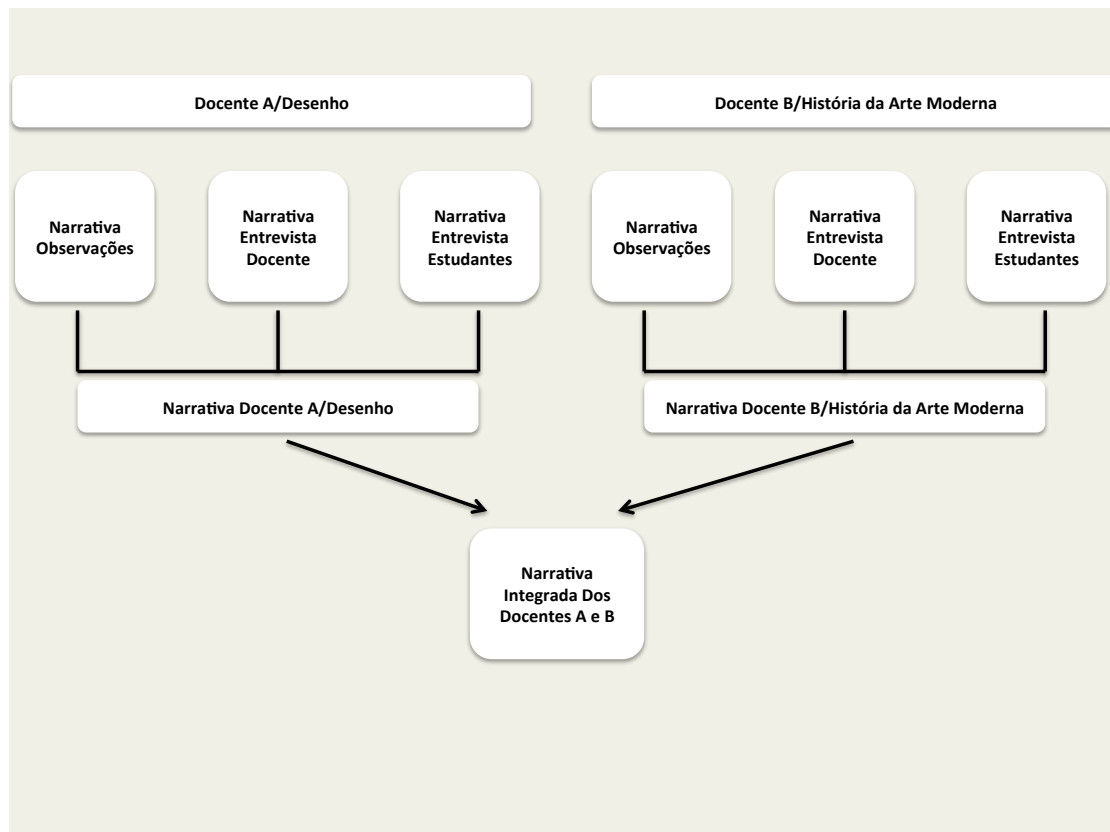 Docente A/Desenho
Docente B/História da Arte Moderna
Narrativa
Observações
Narrativa
Entrevista
Docente
Narrativa
Entrevista
Estudantes
Narrativa
Observações
Narrativa
Entrevista
Docente
Narrativa
Entrevista
Estudantes
Narrativa Docente A/Desenho
Narrativa Docente B/História da Arte Moderna
Narrativa
Integrada Dos
Docentes A e B